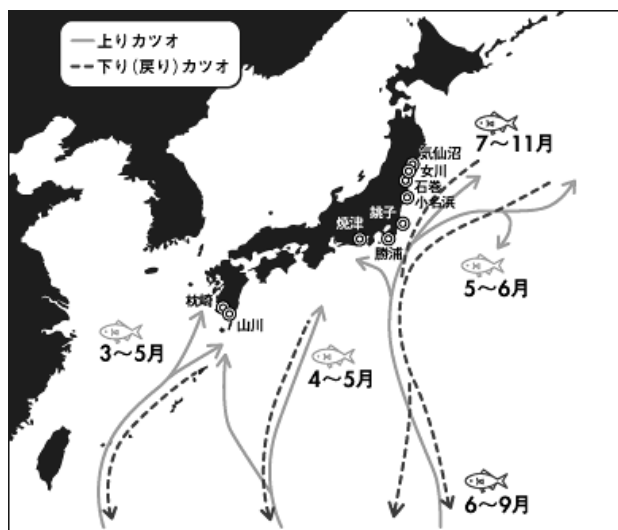 上りカツオ
下り(戻り)カツオ
7〜11月
気仙沼
女川
石巻
小名浜
銚子
焼津
勝浦
5〜6月
枕崎
山川
3〜5月
4〜5月
6〜9月